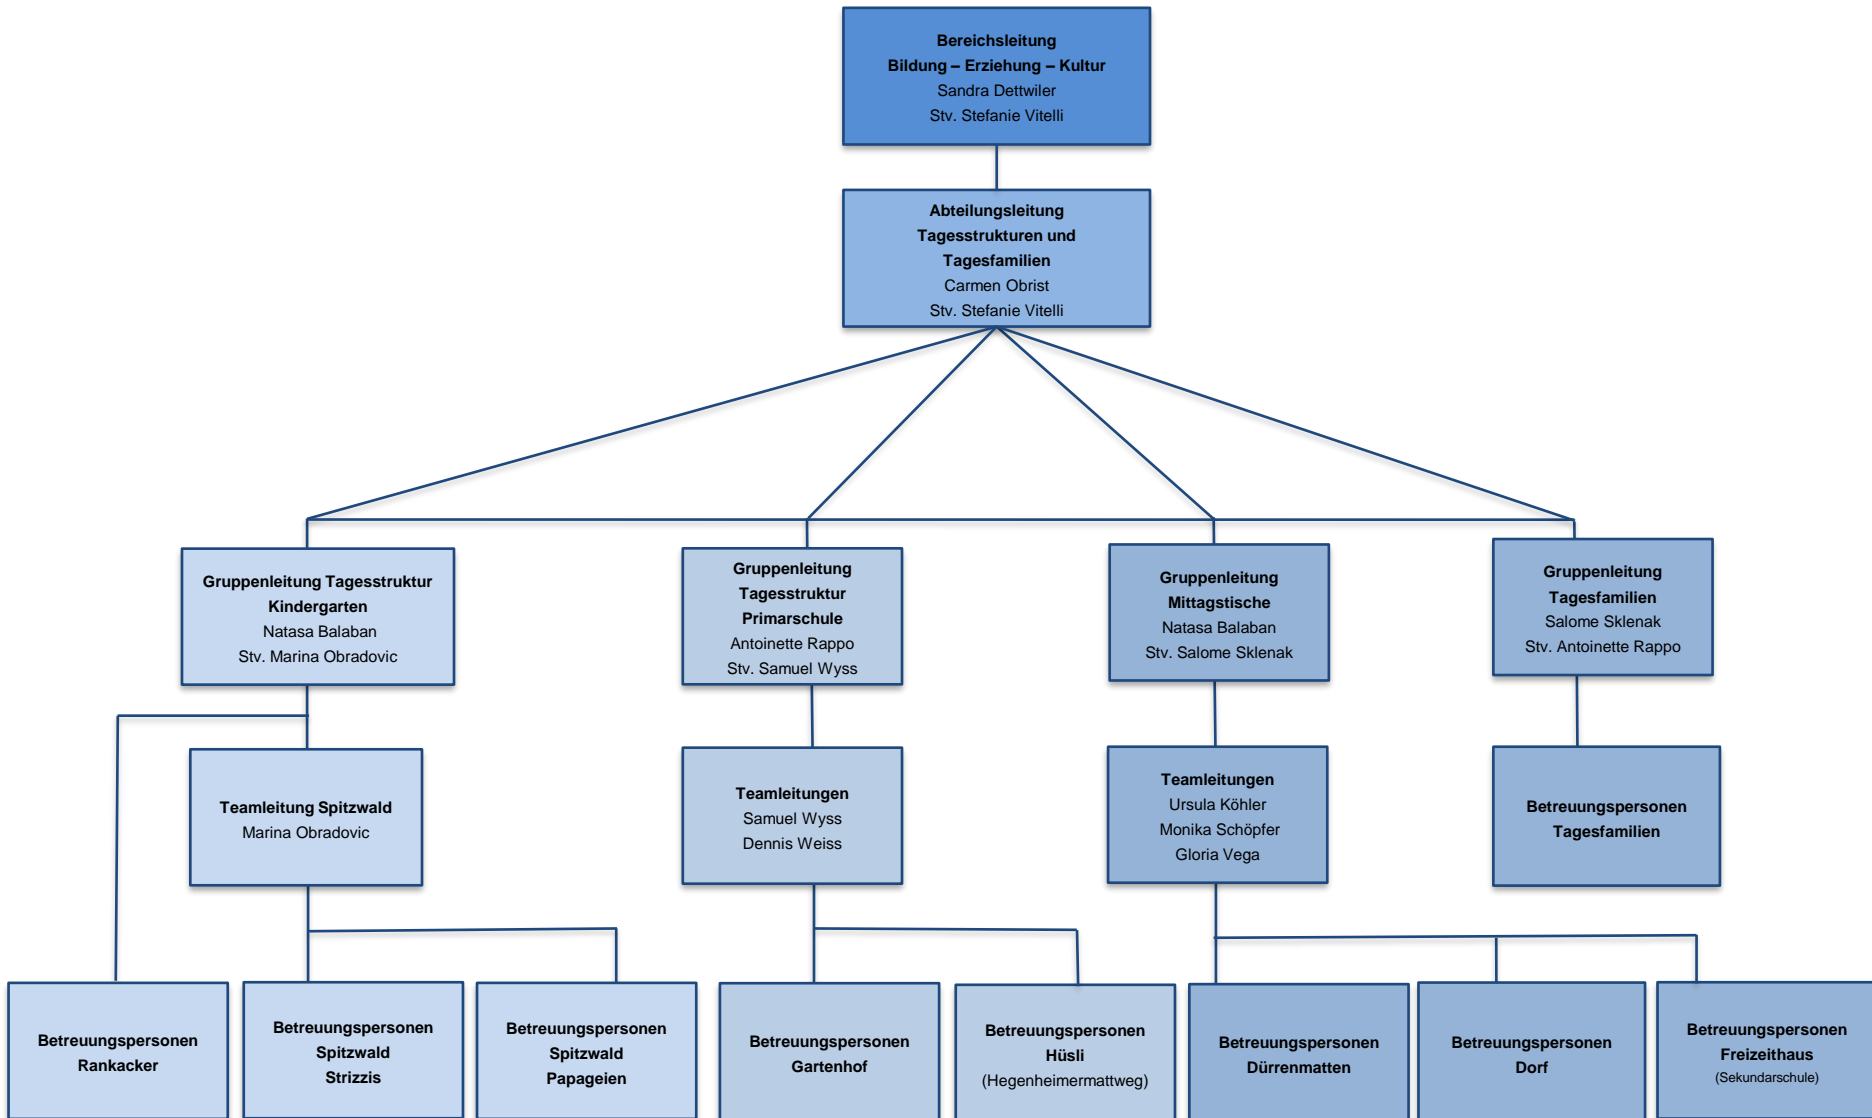 Bereichsleitung
Bildung – Erziehung – Kultur
Sandra Dettwiler
Stv. Stefanie Vitelli
Abteilungsleitung
Tagesstrukturen und
Tagesfamilien
Carmen Obrist
Stv. Stefanie Vitelli
Gruppenleitung Tagesstruktur
Kindergarten
Natasa Balaban
Stv. Marina Obradovic
Gruppenleitung
Tagesstruktur
Primarschule
Antoinette Rappo
Stv. Samuel Wyss
Gruppenleitung
Mittagstische
Natasa Balaban
Stv. Salome Sklenak
Gruppenleitung
Tagesfamilien
Salome Sklenak
Stv. Antoinette Rappo
Teamleitung Spitzwald
Marina Obradovic
Teamleitungen
Samuel Wyss
Dennis Weiss
Teamleitungen
Ursula Köhler
Monika Schöpfer
Gloria Vega
Betreuungspersonen
Tagesfamilien
Betreuungspersonen
Rankacker
Betreuungspersonen
Spitzwald
Strizzis
Betreuungspersonen
Spitzwald
Papageien
Betreuungspersonen
Gartenhof
Betreuungspersonen
Hüsli
(Hegenheimermattweg)
Betreuungspersonen
Dürrenmatten
Betreuungspersonen
Dorf
Betreuungspersonen
Freizeithaus
(Sekundarschule)